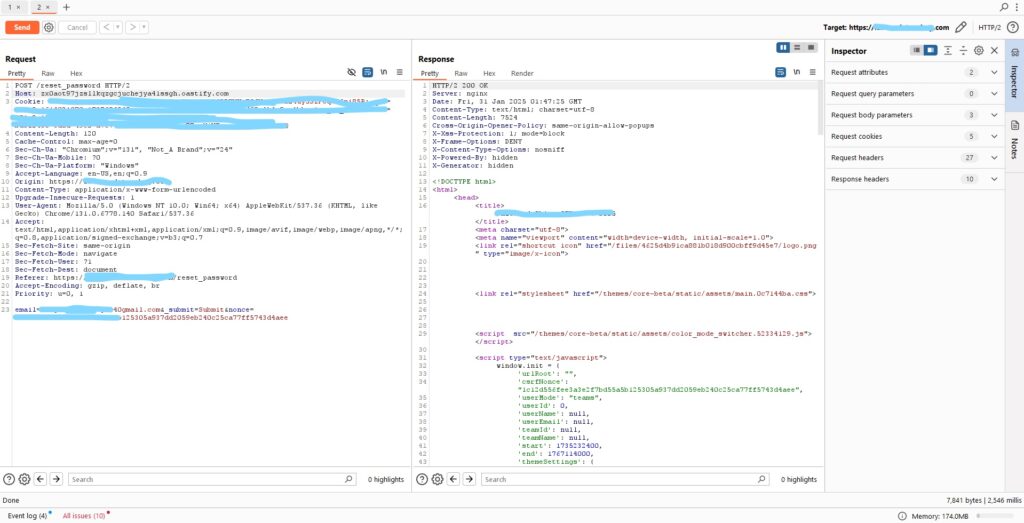 1 ×
2 ×
+
Send
Cancel
< 
>
Target: https://
.com
HTTP/2
Request
Pretty Raw Hex
\n
1 POST /reset_password HTTP/2
2 Host:
.oastify.com
3 Cookie:
4 Content-Length: 120
5 Cache-Control: max-age=0
6 Sec-Ch-Ua: "Chromium";v="131", "Not_A Brand";v="24"
7 Sec-Ch-Ua-Mobile: ?0
8 Sec-Ch-Ua-Platform: "Windows"
9 Accept-Language: en-US,en;q=0.9
10 Origin: https:
11 Content-Type: application/x-www-form-urlencoded
12 Upgrade-Insecure-Requests: 1
13 User-Agent: Mozilla/5.0 (Windows NT 10.0; Win64; x64) AppleWebKit/537.36 (KHTML, like
Gecko) Chrome/131.0.6778.140 Safari/537.36
14 Accept:
text/html,application/xhtml+xml,application/xml;q=0.9,image/avif,image/webp,image/apng,*/*;
q=0.8,application/signed-exchange;v=b3;q=0.7
15 Sec-Fetch-Site: same-origin
16 Sec-Fetch-Mode: navigate
17 Sec-Fetch-User: ?1
18 Sec-Fetch-Dest: document
19 Referer: https:
/reset_password
20 Accept-Encoding: gzip, deflate, br
21 Priority: u=0, i
22
23 email=
40gmail.com&_submit=Submit&nonce=
125305a937dd2059eb240c25ca77ff5743d4aee
Search
0 highlights
Response
Pretty Raw Hex Render
\n
1 HTTP/2 200 OK
2 Server: nginx
3 Date: Fri, 31 Jan 2025 01:47:25 GMT
4 Content-Type: text/html; charset=utf-8
5 Content-Length: 7524
6 Cross-Origin-Opener-Policy: same-origin-allow-popups
7 X-Xss-Protection: 1; mode=block
8 X-Frame-Options: DENY
9 X-Content-Type-Options: nosniff
10 X-Powered-By: hidden
11 X-Generator: hidden
12
13 <!DOCTYPE html>
14 <html>
15 <head>
16 <title>
</title>
17 <meta charset="utf-8">
18 <meta name="viewport" content="width=device-width, initial-scale=1.0">
19 <link rel="shortcut icon" href="/files/4625d4b91ca881b018d900cbff9d45e7/logo.png
" type="image/x-icon">
20
21
22
23
24 <link rel="stylesheet" href="/themes/core-beta/static/assets/main.0c7144ba.css">
25
26
27
28
29 <script src="/themes/core-beta/static/assets/color_mode_switcher.52334129.js">
</script>
30
31 <script type="text/javascript">
32 window.init = {
33 'urlRoot': "",
34 'csrfNonce':
"1c12d556fee3a3e2f7bd55a5b125305a937dd2059eb240c25ca77ff5743d4aee",
35 'userMode': "teams",
36 'userId': 0,
37 'userName': null,
38 'userEmail': null,
39 'teamId': null,
40 'teamName': null,
41 'start': 1735232400,
42 'end': 1767114000,
43 'themeSettings': {
Search
0 highlights
Inspector
Request attributes 2
Request query parameters 0
Request body parameters 3
Request cookies 5
Request headers 27
Response headers 10
Inspector
Notes
Done
7,841 bytes | 2,546 millis
Event log (4)
All issues (10)
Memory: 174.0MB